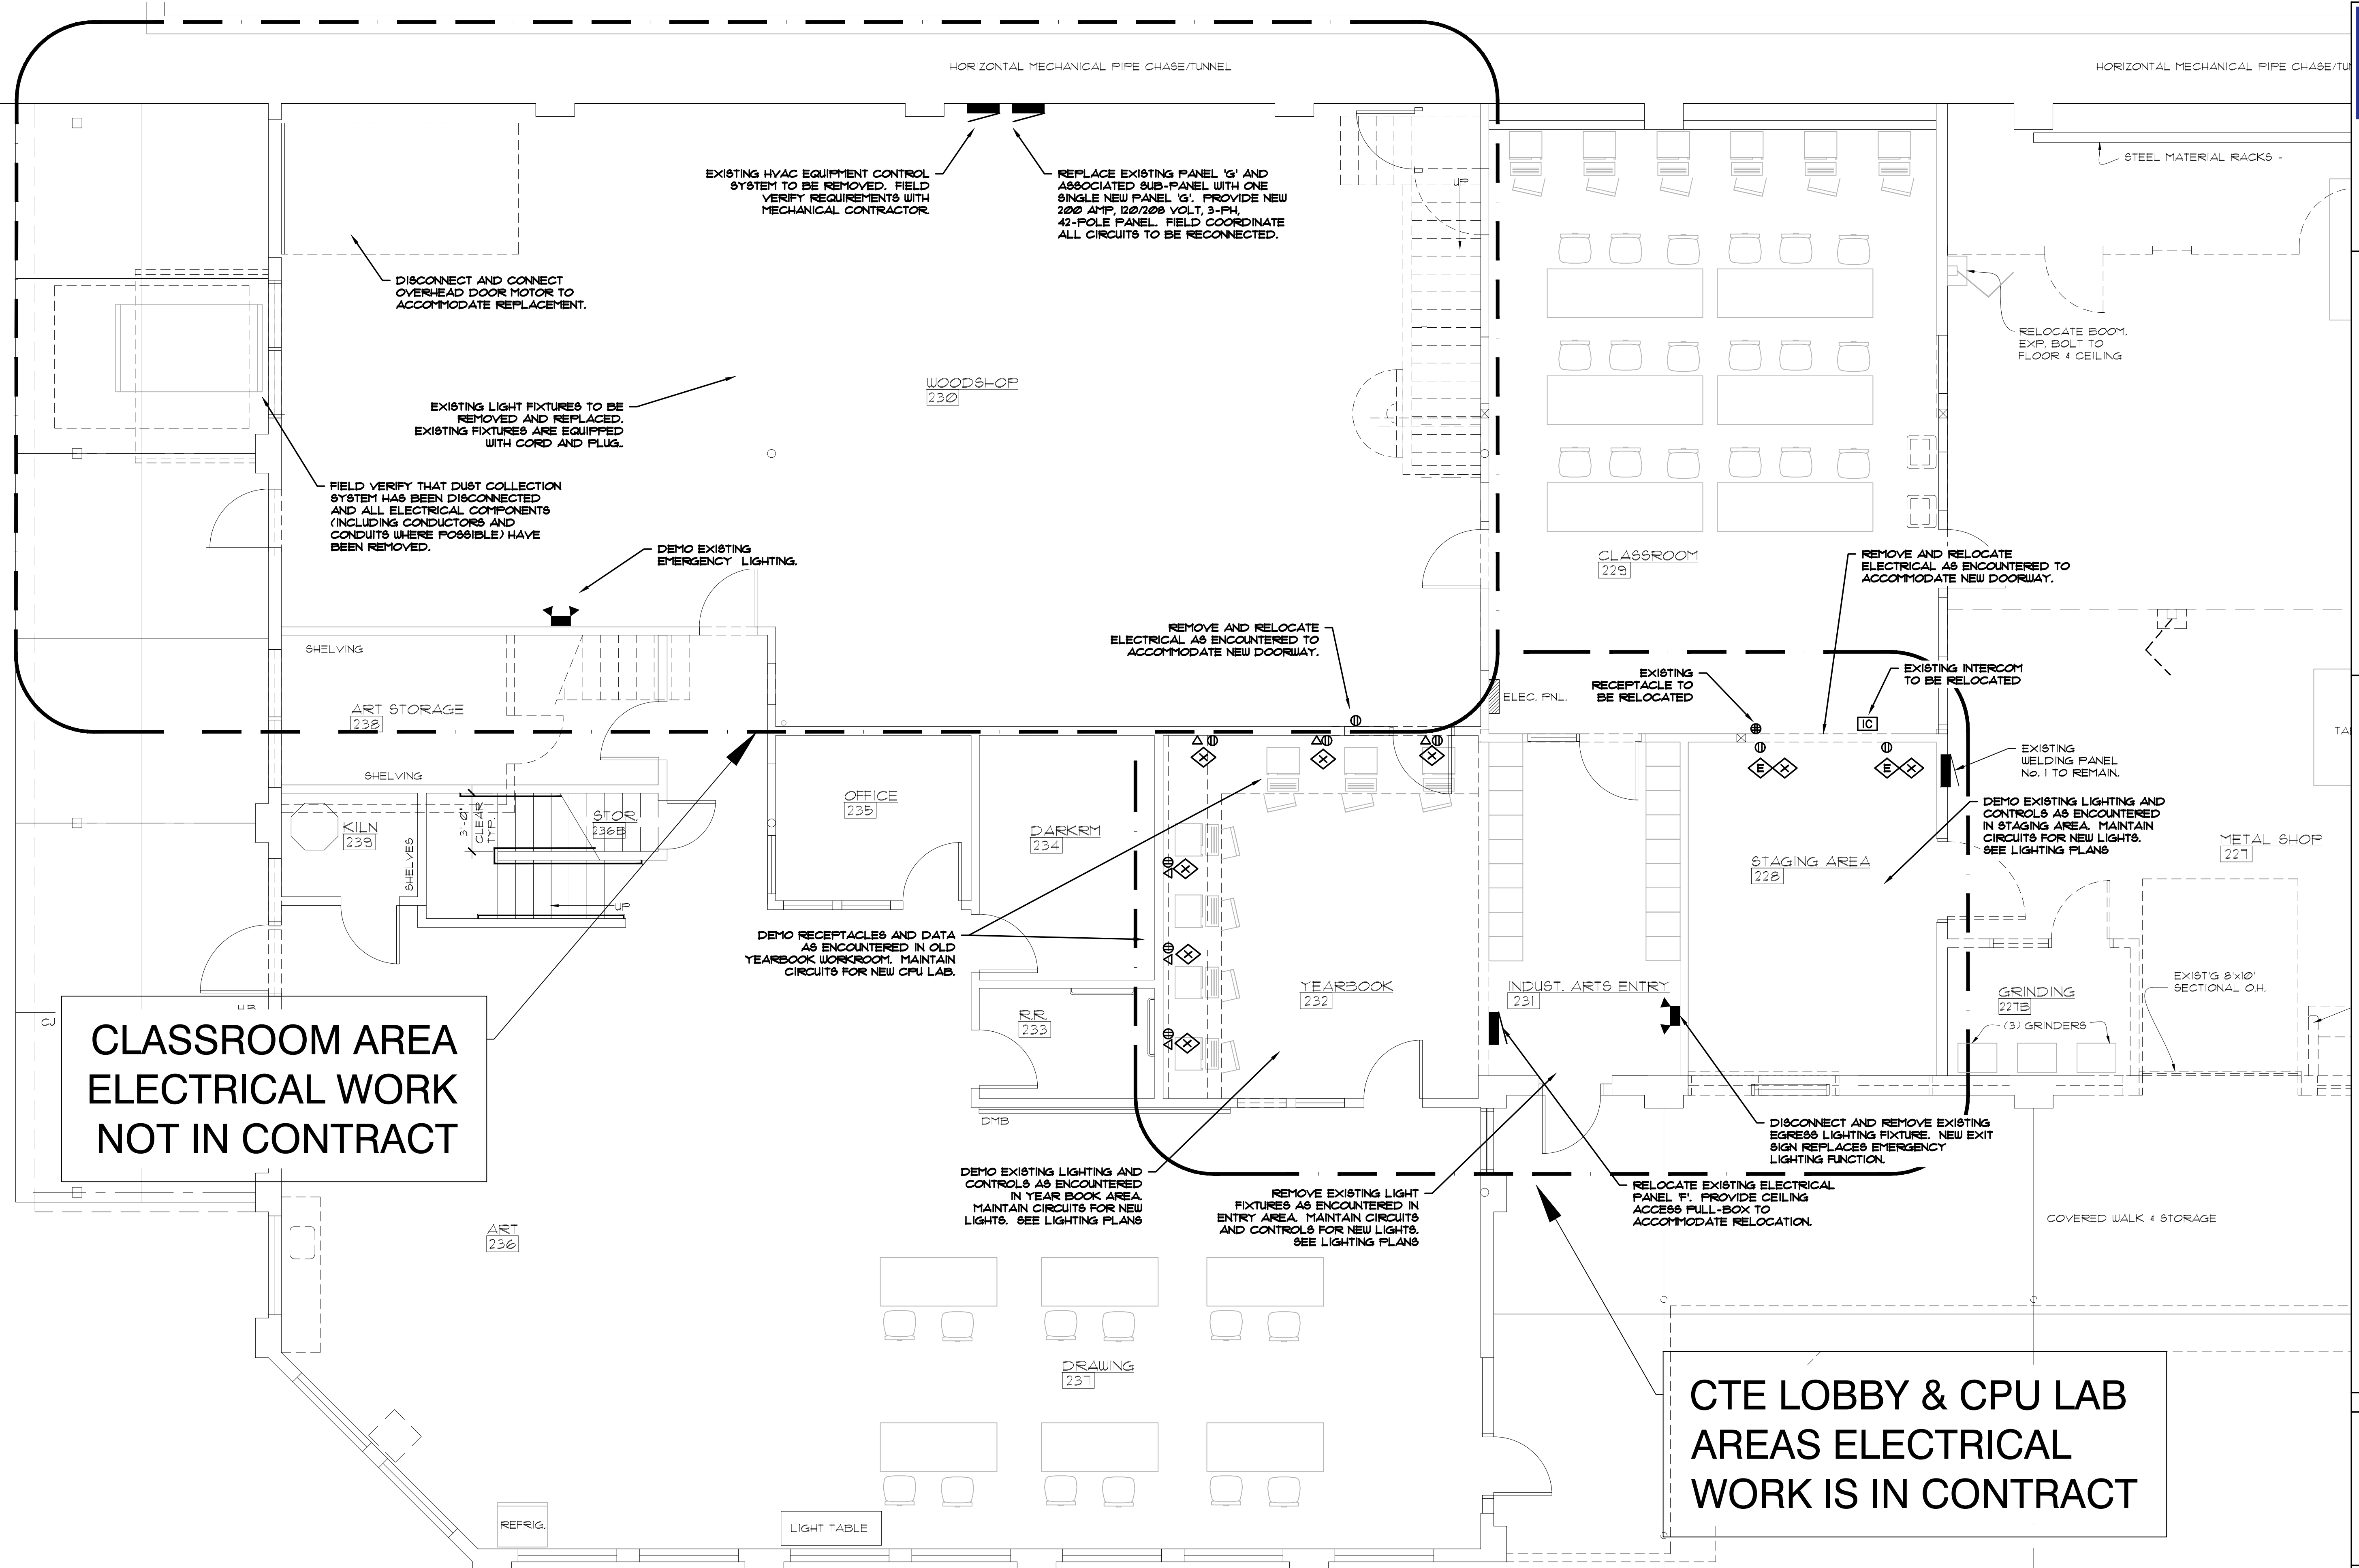 HORIZONTAL MECHANICAL PIPE CHASE/TUNNEL
HORIZONTAL MECHANICAL PIPE CHASE/TUN
STEEL MATERIAL RACKS -
EXISTING HVAC EQUIPMENT CONTROL
SYSTEM TO BE REMOVED. FIELD
VERIFY REQUIREMENTS WITH
MECHANICAL CONTRACTOR.
REPLACE EXISTING PANEL 'G' AND
ASSOCIATED SUB-PANEL WITH ONE
SINGLE NEW PANEL 'G'. PROVIDE NEW
200 AMP, 120/208 VOLT, 3-PH,
42-POLE PANEL. FIELD COORDINATE
ALL CIRCUITS TO BE RECONNECTED.
UP
DISCONNECT AND CONNECT
OVERHEAD DOOR MOTOR TO
ACCOMMODATE REPLACEMENT.
RELOCATE BOOM.
EXP. BOLT TO
FLOOR & CEILING
WOODSHOP
230
EXISTING LIGHT FIXTURES TO BE
REMOVED AND REPLACED.
EXISTING FIXTURES ARE EQUIPPED
WITH CORD AND PLUG..
FIELD VERIFY THAT DUST COLLECTION
SYSTEM HAS BEEN DISCONNECTED
AND ALL ELECTRICAL COMPONENTS
(INCLUDING CONDUCTORS AND
CONDUITS WHERE POSSIBLE) HAVE
BEEN REMOVED.
DEMO EXISTING
EMERGENCY LIGHTING.
CLASSROOM
229
REMOVE AND RELOCATE
ELECTRICAL AS ENCOUNTERED TO
ACCOMMODATE NEW DOORWAY.
REMOVE AND RELOCATE
ELECTRICAL AS ENCOUNTERED TO
ACCOMMODATE NEW DOORWAY.
SHELVING
EXISTING
RECEPTACLE TO
BE RELOCATED
EXISTING INTERCOM
TO BE RELOCATED
ELEC. PNL.
IC
ART STORAGE
238
TA
EXISTING
WELDING PANEL
No. 1 TO REMAIN.
E X
E X
X
X
X
SHELVING
OFFICE
235
DARKRM
234
KILN
239
3'-0"
CLEAR
TYP.
STOR.
236B
SHELVES
UP
DEMO EXISTING LIGHTING AND
CONTROLS AS ENCOUNTERED
IN STAGING AREA. MAINTAIN
CIRCUITS FOR NEW LIGHTS.
SEE LIGHTING PLANS
METAL SHOP
227
STAGING AREA
228
X
X
X
DEMO RECEPTACLES AND DATA
AS ENCOUNTERED IN OLD
YEARBOOK WORKROOM. MAINTAIN
CIRCUITS FOR NEW CPU LAB.
YEARBOOK
232
INDUST. ARTS ENTRY
231
EXIST'G 8'x10'
SECTIONAL O.H.
GRINDING
227B
(3) GRINDERS
R.R.
233
CLASSROOM AREA
ELECTRICAL WORK
NOT IN CONTRACT
DMB
DISCONNECT AND REMOVE EXISTING
EGRESS LIGHTING FIXTURE. NEW EXIT
SIGN REPLACES EMERGENCY
LIGHTING FUNCTION.
DEMO EXISTING LIGHTING AND
CONTROLS AS ENCOUNTERED
IN YEAR BOOK AREA.
MAINTAIN CIRCUITS FOR NEW
LIGHTS. SEE LIGHTING PLANS
REMOVE EXISTING LIGHT
FIXTURES AS ENCOUNTERED IN
ENTRY AREA. MAINTAIN CIRCUITS
AND CONTROLS FOR NEW LIGHTS.
SEE LIGHTING PLANS
RELOCATE EXISTING ELECTRICAL
PANEL 'F'. PROVIDE CEILING
ACCESS PULL-BOX TO
ACCOMMODATE RELOCATION.
COVERED WALK & STORAGE
ART
236
DRAWING
237
CTE LOBBY & CPU LAB
AREAS ELECTRICAL
WORK IS IN CONTRACT
REFRIG.
LIGHT TABLE